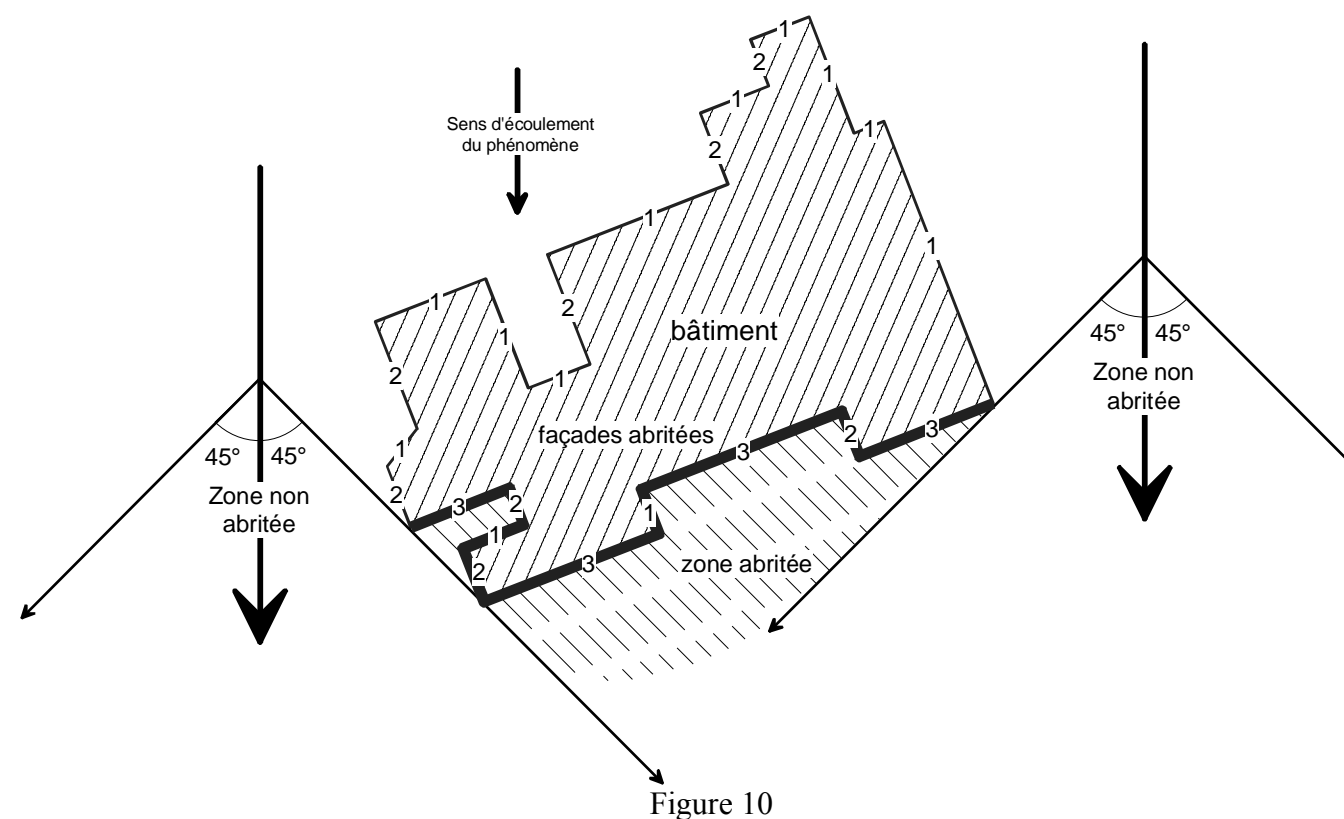 1
2
1
1
Sens d'écoulement
du phénomène
1
2
1
1
1
2
bâtiment
1
45° 45°
Zone non
abritée
2
1
façades abritées
3
2
1
3
45° 45°
Zone non
abritée
2
2
3
1
1
3
zone abritée
2
Figure 10